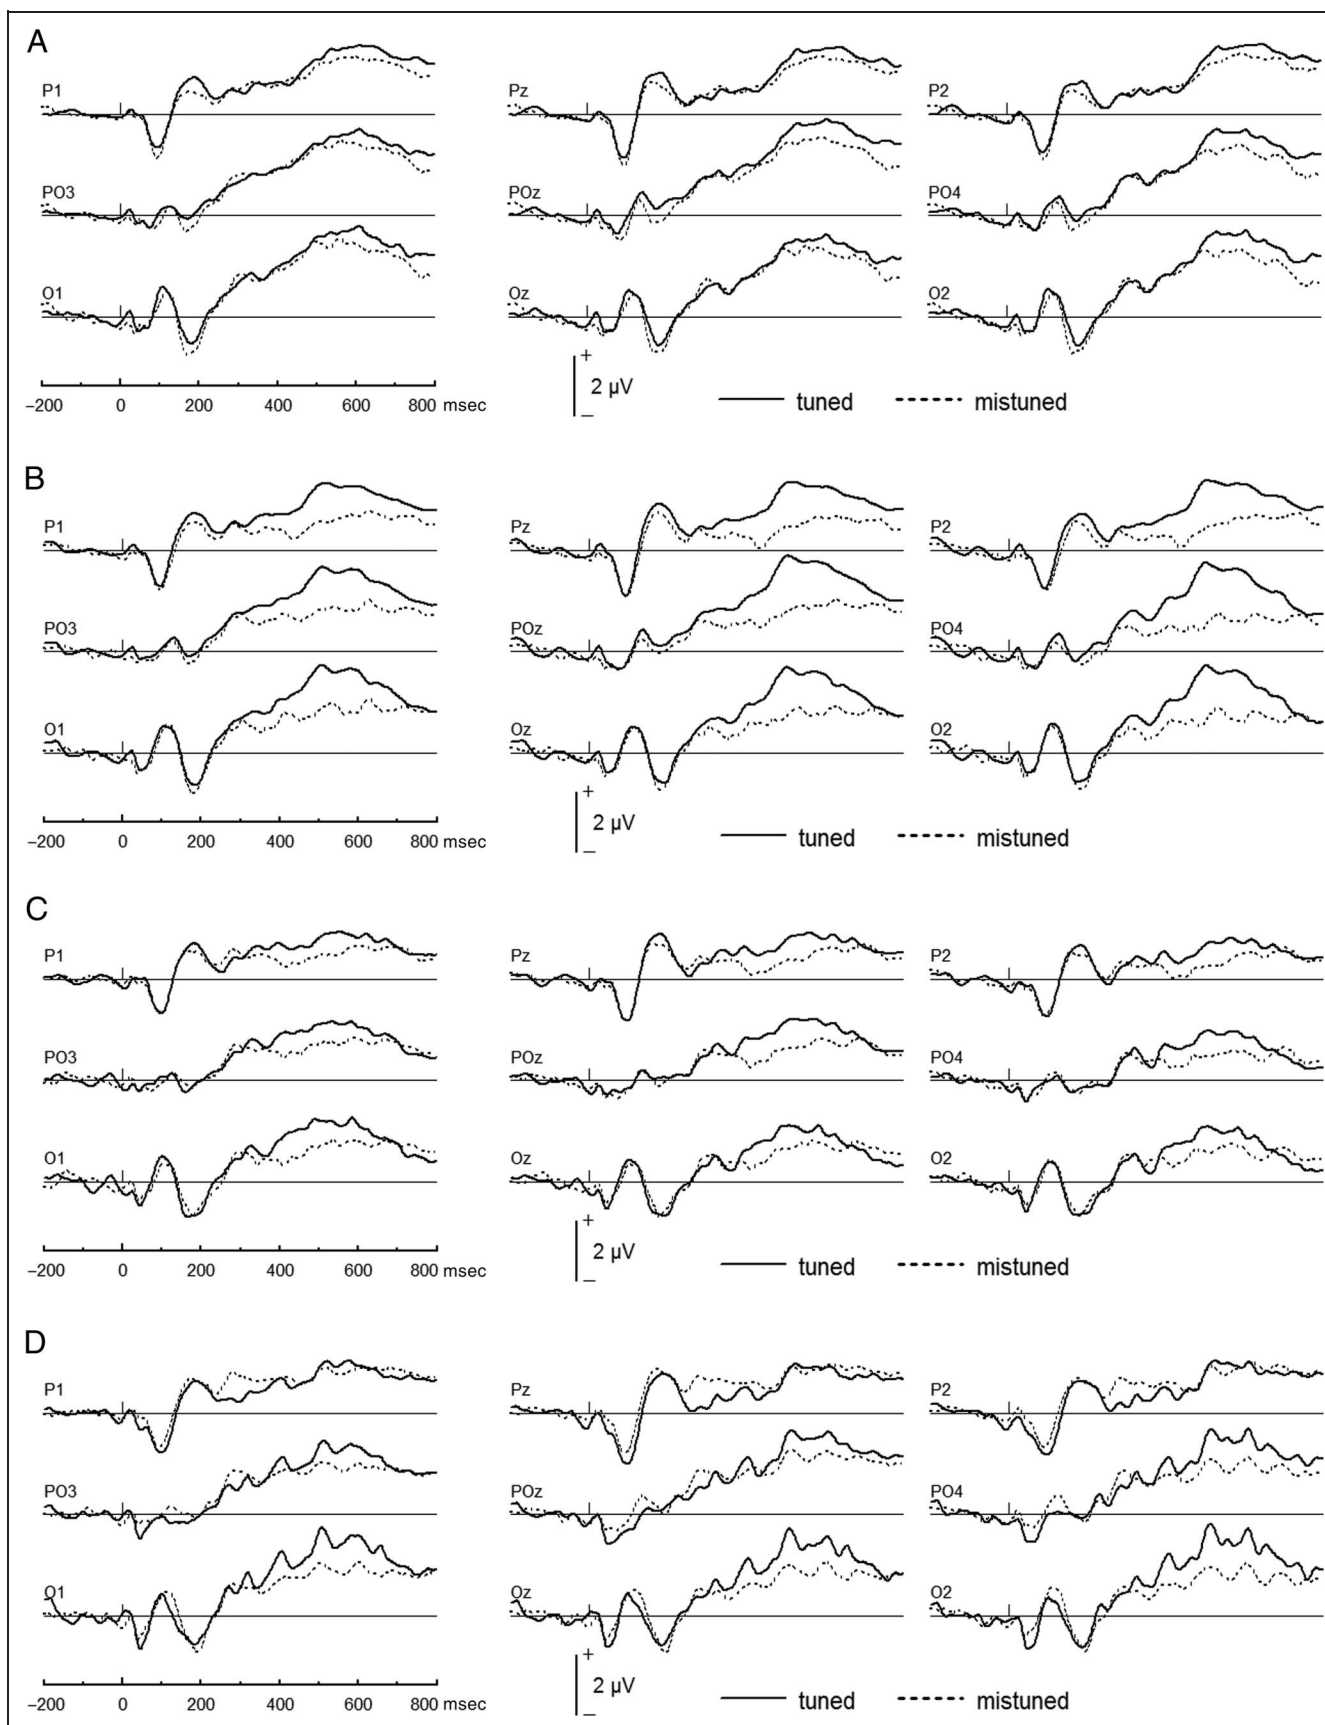 A
P1 Pz P2
PO3 POz PO4
O1 Oz O2
+
2 μV
–
tuned mistuned
–200 0 200 400 600 800 msec
B
P1 Pz P2
PO3 POz PO4
O1 Oz O2
+
2 μV
–
tuned mistuned
–200 0 200 400 600 800 msec
C
P1 Pz P2
PO3 POz PO4
O1 Oz O2
+
2 μV
–
tuned mistuned
–200 0 200 400 600 800 msec
D
P1 Pz P2
PO3 POz PO4
O1 Oz O2
+
2 μV
–
tuned mistuned
–200 0 200 400 600 800 msec